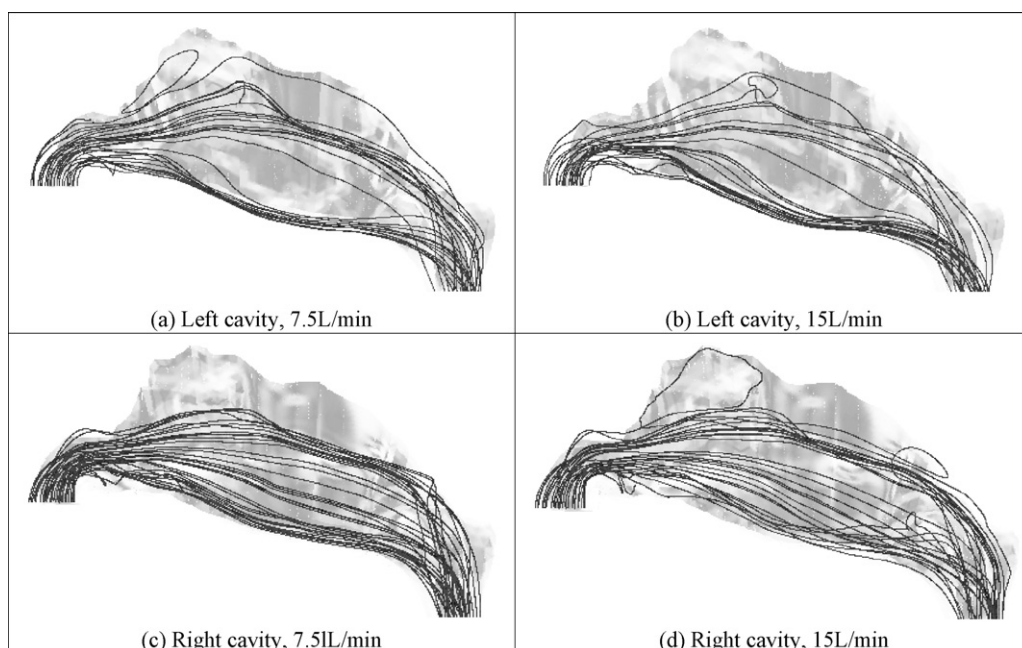 (a) Left cavity, 7.5L/min
(b) Left cavity, 15L/min
(c) Right cavity, 7.5lL/min
(d) Right cavity, 15L/min